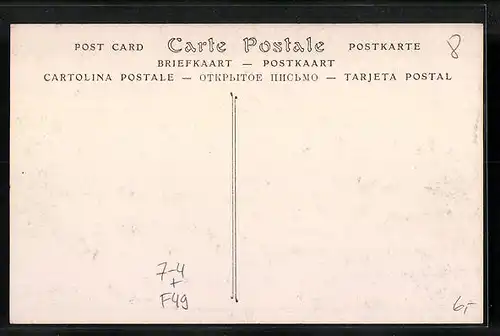 POST CARD Carte Postale POSTKARTE 8
BRIEFKAART — POSTKAART
CARTOLINA POSTALE — ОТКРЫТОЕ ПИСЬМО — TARJETA POSTAL
7-4
+
F49
6,-